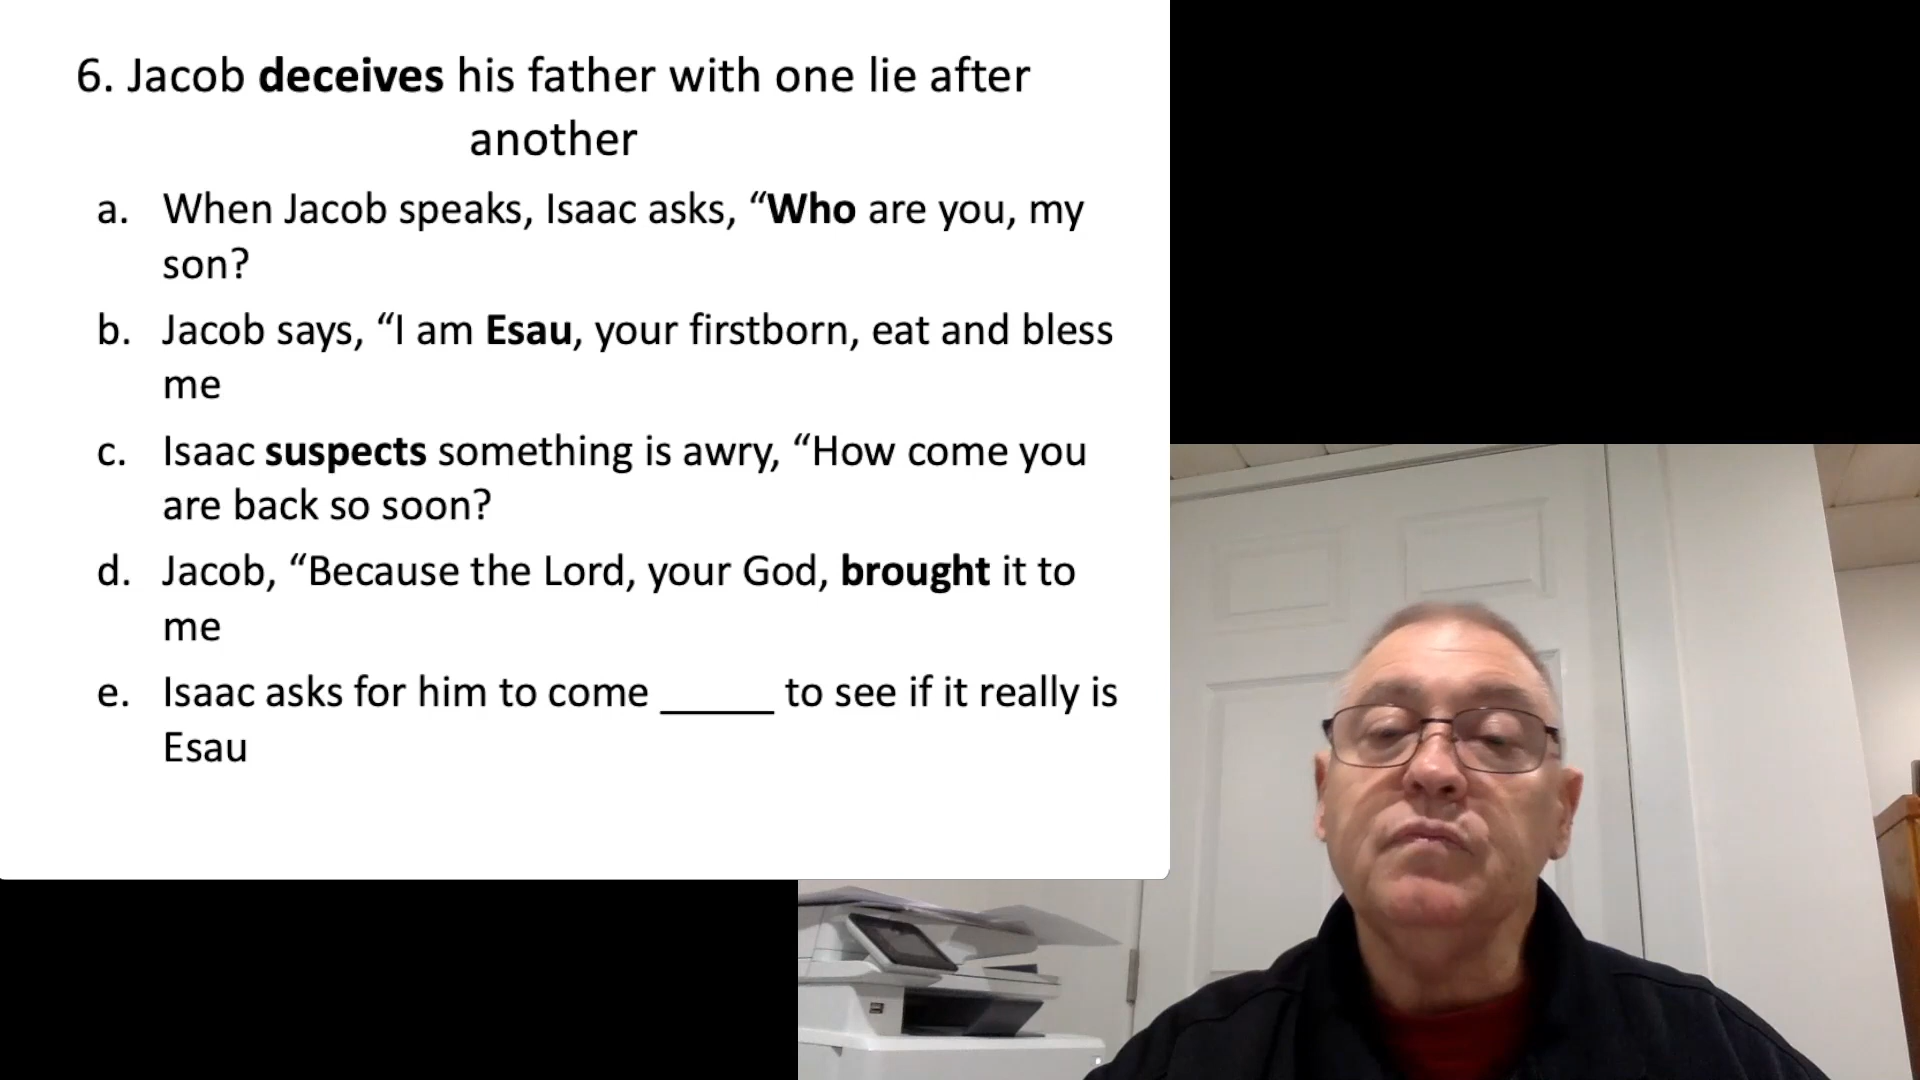 6. Jacob deceives his father with one lie after
another
a. When Jacob speaks, Isaac asks, “Who are you, my
son?
b. Jacob says, “I am Esau, your firstborn, eat and bless
me
c. Isaac suspects something is awry, “How come you
are back so soon?
d. Jacob, “Because the Lord, your God, brought it to
me
e. Isaac asks for him to come _____ to see if it really is
Esau